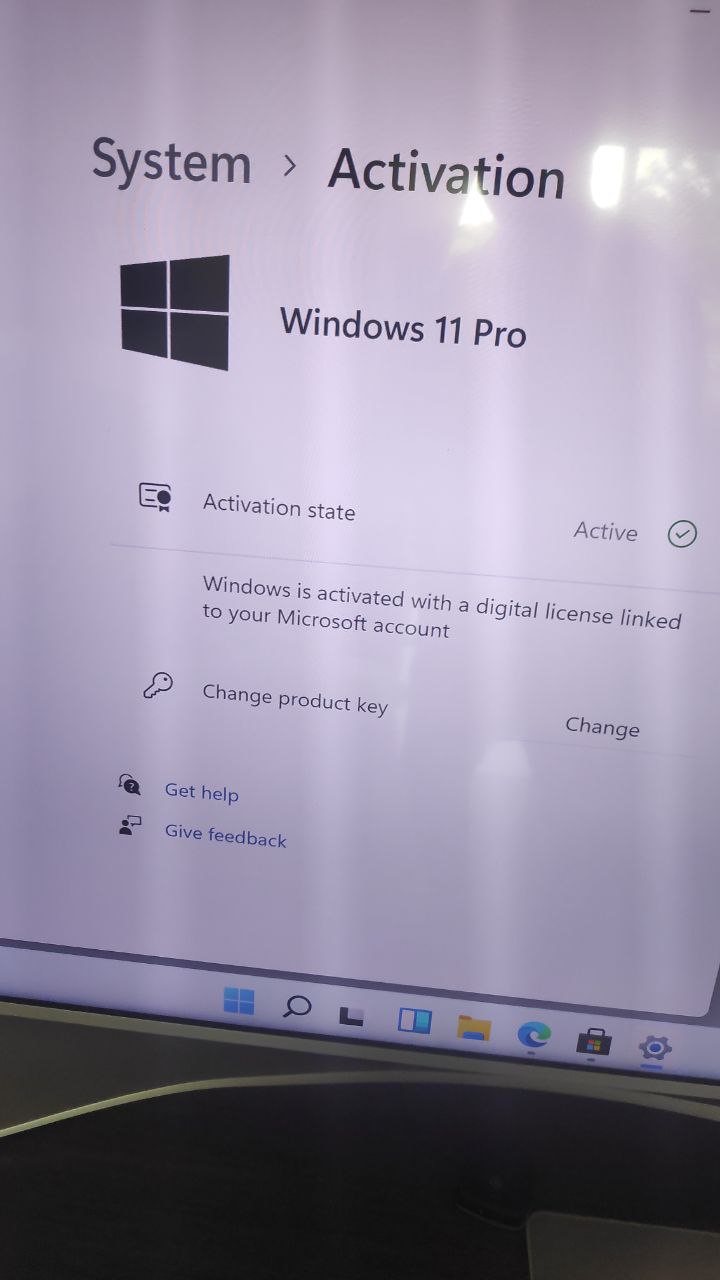 System > Activation
Windows 11 Pro
Activation state
Active
Windows is activated with a digital license linked
to your Microsoft account
Change product key
Change
Get help
Give feedback